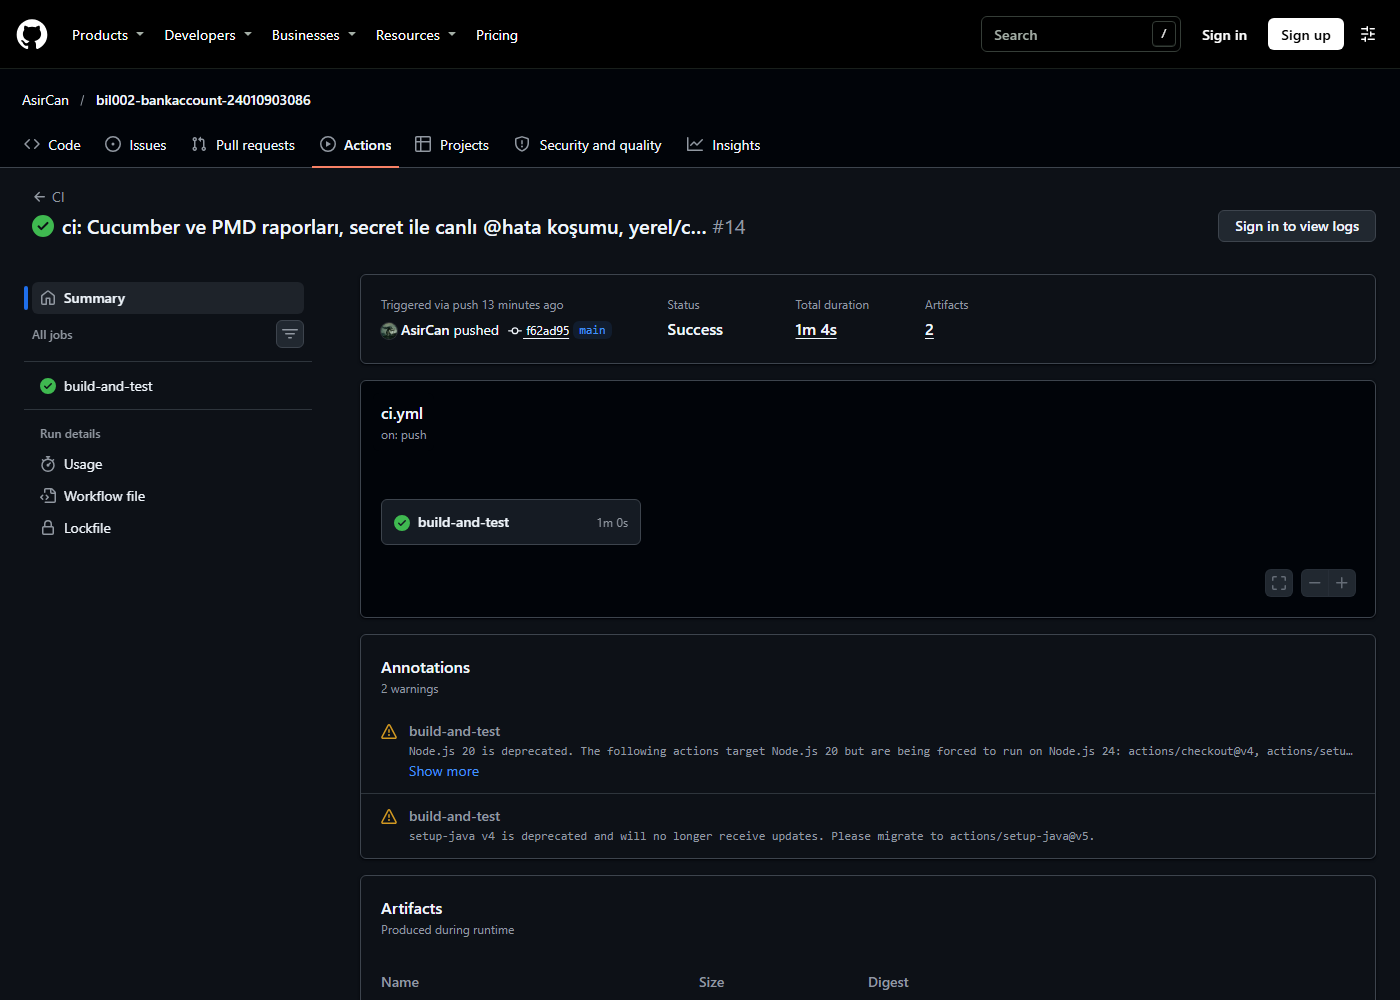 Products Developers Businesses Resources Pricing Search / Sign in Sign up
AsirCan / bil002-bankaccount-24010903086
Code Issues Pull requests Actions Projects Security and quality Insights
CI
ci: Cucumber ve PMD raporları, secret ile canlı @hata koşumu, yerel/c... #14
Sign in to view logs
Summary
All jobs
build-and-test
Run details
Usage
Workflow file
Lockfile
Triggered via push 13 minutes ago
AsirCan pushed f62ad95 main
Status
Success
Total duration
1m 4s
Artifacts
2
ci.yml
on: push
build-and-test 1m 0s
Annotations
2 warnings
build-and-test
Node.js 20 is deprecated. The following actions target Node.js 20 but are being forced to run on Node.js 24: actions/checkout@v4, actions/setu…
Show more
build-and-test
setup-java v4 is deprecated and will no longer receive updates. Please migrate to actions/setup-java@v5.
Artifacts
Produced during runtime
Name Size Digest